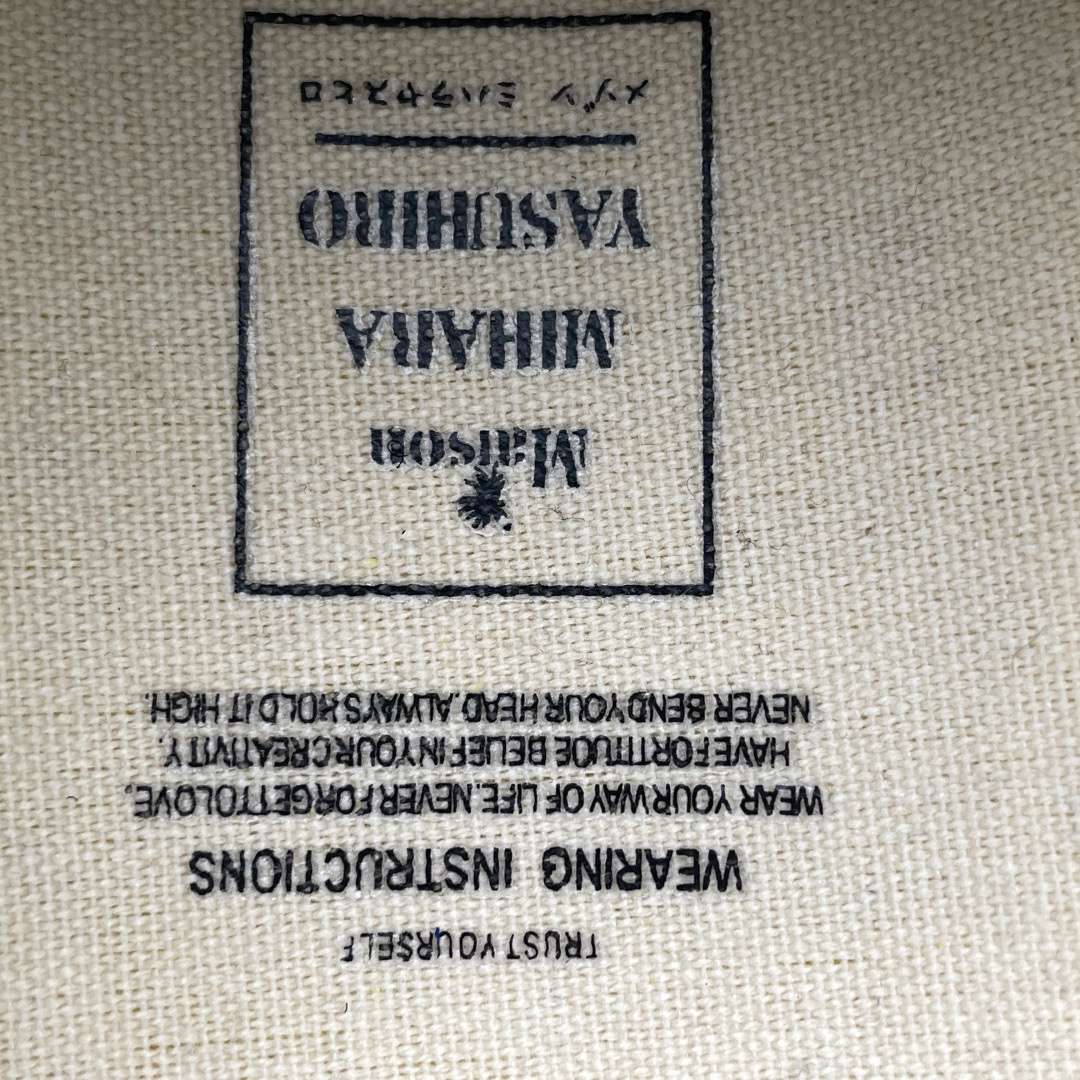 TRUST YOURSELF
WEARING INSTRUCTIONS
WEAR YOUR WAY OF LIFE. NEVER FORGET TO LOVE,
HAVE FORTITUDE BELIEF IN YOUR CREATIVITY.
NEVER BEND YOUR HEAD. ALWAYS HOLD IT HIGH.
Maison
MIHARA
YASUHIRO
メゾン ミハラヤスヒロ